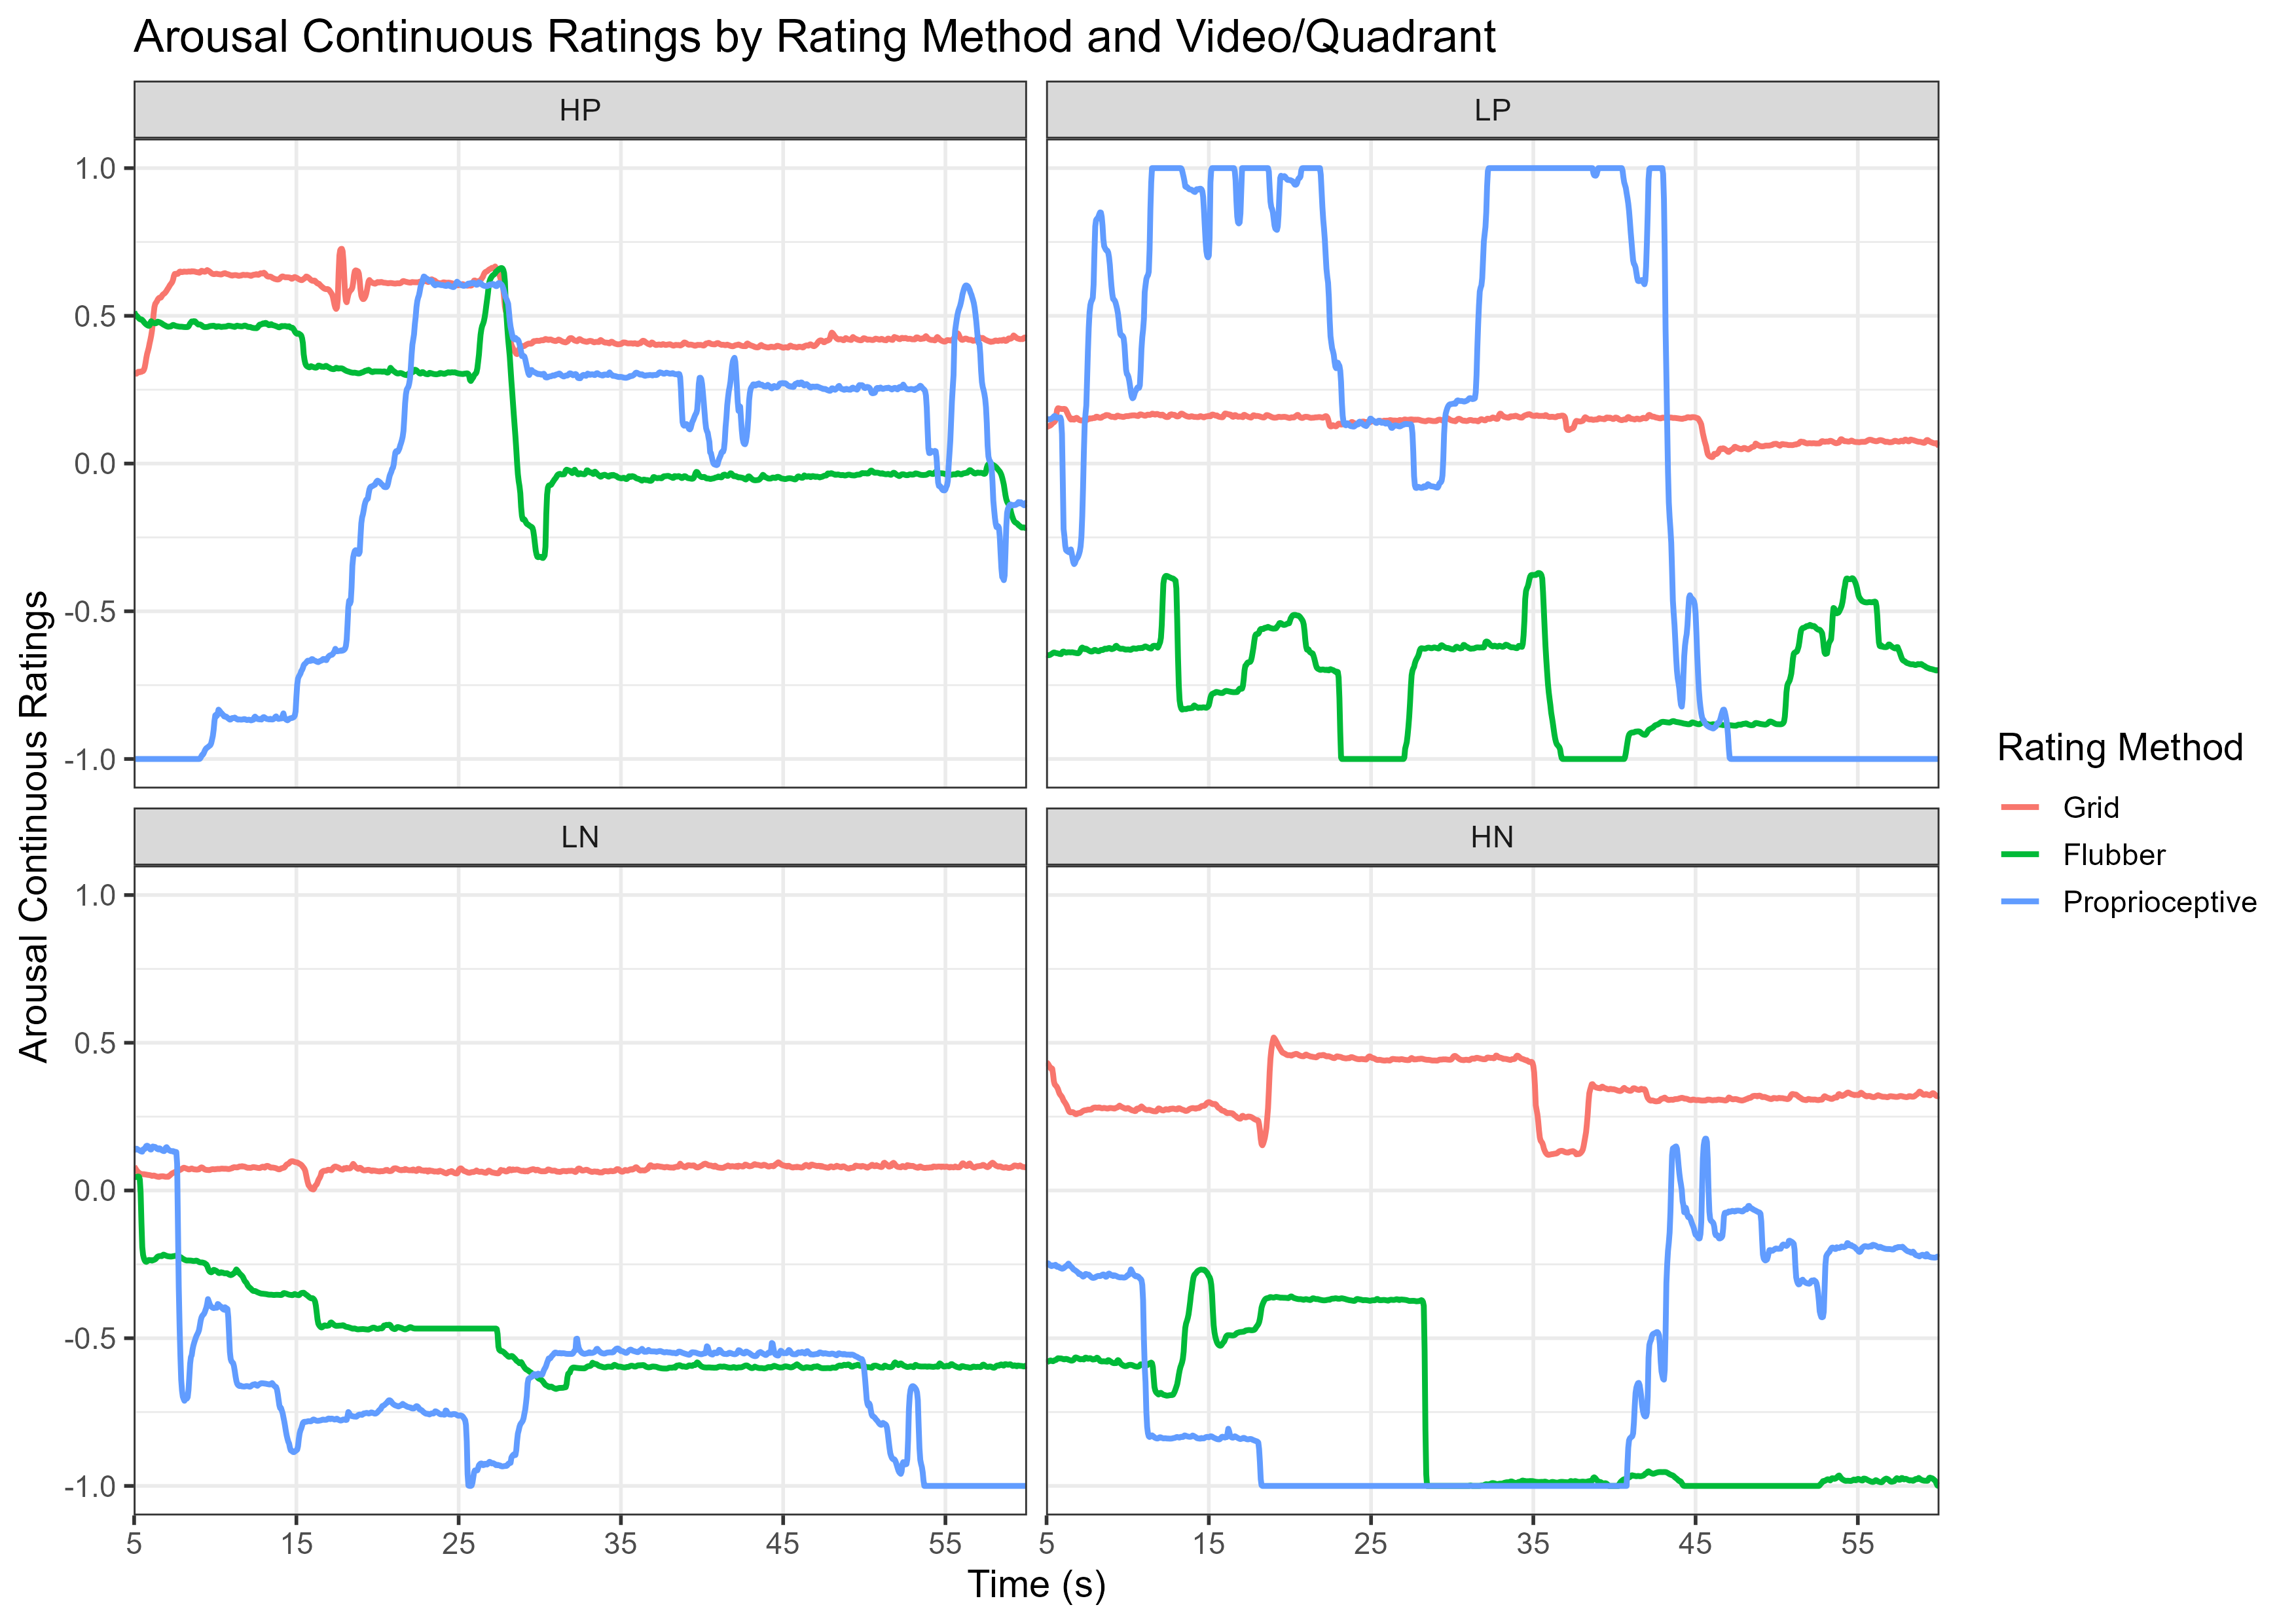 Arousal Continuous Ratings by Rating Method and Video/Quadrant
HP
LP
1.0
0.5
0.0
-0.5
-1.0
LN
HN
1.0
0.5
0.0
-0.5
-1.0
5 15 25 35 45 55
5 15 25 35 45 55
Time (s)
Arousal Continuous Ratings
Rating Method
Grid
Flubber
Proprioceptive